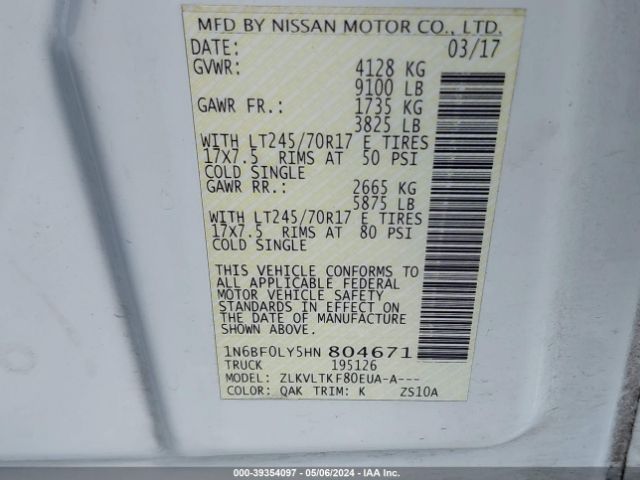 MFD BY NISSAN MOTOR CO., LTD.
DATE: 03/17
GVWR: 4128 KG
9100 LB
GAWR FR.: 1735 KG
3825 LB
WITH LT245/70R17 E TIRES
17X7.5 RIMS AT 50 PSI
COLD SINGLE
GAWR RR.: 2665 KG
5875 LB
WITH LT245/70R17 E TIRES
17X7.5 RIMS AT 80 PSI
COLD SINGLE
THIS VEHICLE CONFORMS TO
ALL APPLICABLE FEDERAL
MOTOR VEHICLE SAFETY
STANDARDS IN EFFECT ON
THE DATE OF MANUFACTURE
SHOWN ABOVE.
1N6BF0LY5HN 804671
TRUCK 195126
MODEL: ZLKVLTKF80EUA-A---
COLOR: QAK TRIM: K ZS10A
000-39354097 - 05/06/2024 - IAA Inc.